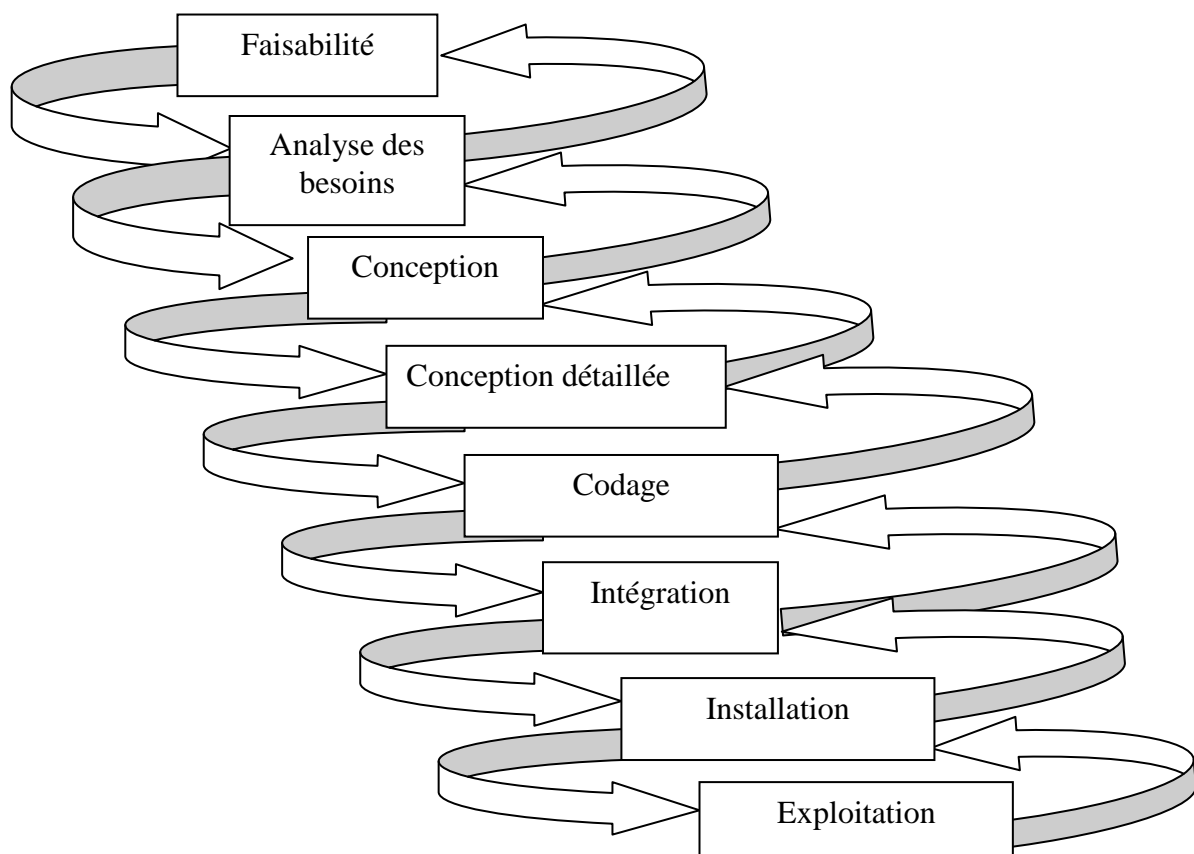 Faisabilité
Analyse des
besoins
Conception
Conception détaillée
Codage
Intégration
Installation
Exploitation